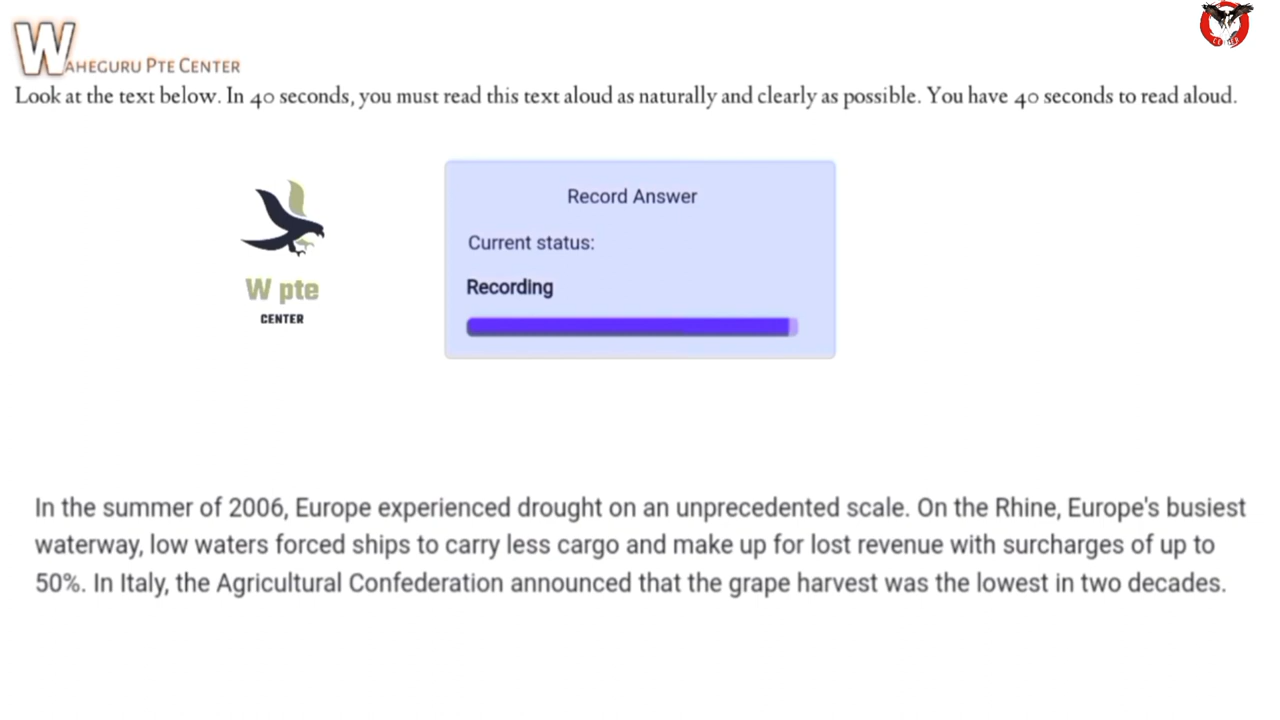 WAHEGURU PTE CENTER
Look at the text below. In 40 seconds, you must read this text aloud as naturally and clearly as possible. You have 40 seconds to read aloud.
W pte
CENTER
Record Answer
Current status:
Recording
In the summer of 2006, Europe experienced drought on an unprecedented scale. On the Rhine, Europe's busiest
waterway, low waters forced ships to carry less cargo and make up for lost revenue with surcharges of up to
50%. In Italy, the Agricultural Confederation announced that the grape harvest was the lowest in two decades.